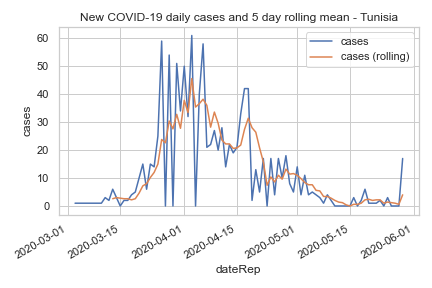 New COVID-19 daily cases and 5 day rolling mean - Tunisia
cases
cases (rolling)
60
50
40
30
20
10
0
cases
2020-03-01
2020-03-15
2020-04-01
2020-04-15
2020-05-01
2020-05-15
2020-06-01
dateRep